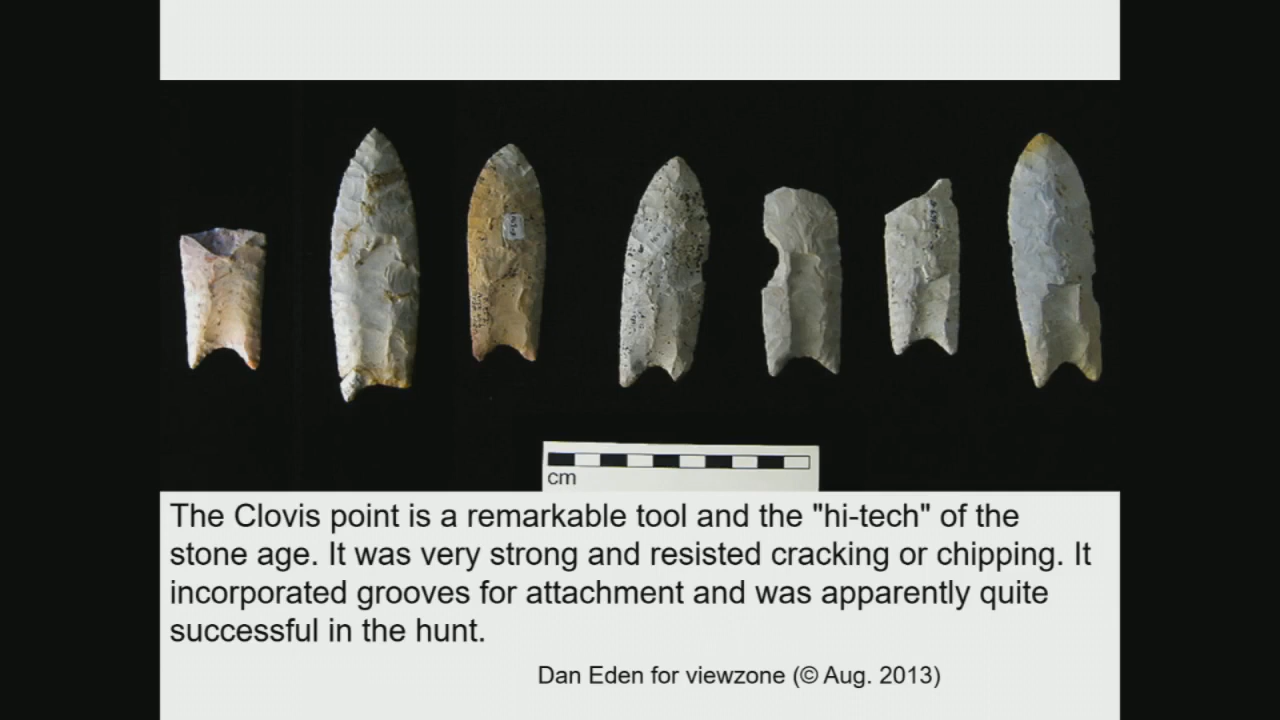 cm
The Clovis point is a remarkable tool and the "hi-tech" of the
stone age. It was very strong and resisted cracking or chipping. It
incorporated grooves for attachment and was apparently quite
successful in the hunt.
Dan Eden for viewzone (© Aug. 2013)